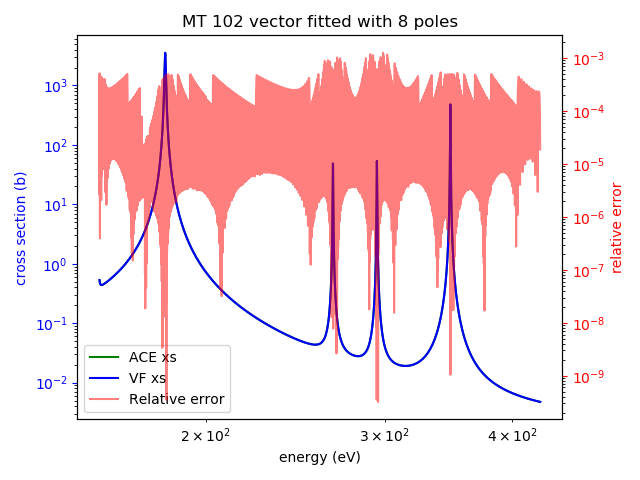 MT 102 vector fitted with 8 poles
cross section (b)
10³
10²
10¹
10⁰
10⁻¹
10⁻²
10⁻³
10⁻⁴
10⁻⁵
10⁻⁶
10⁻⁷
10⁻⁸
10⁻⁹
relative error
ACE xs
VF xs
Relative error
2 × 10² 3 × 10² 4 × 10²
energy (eV)